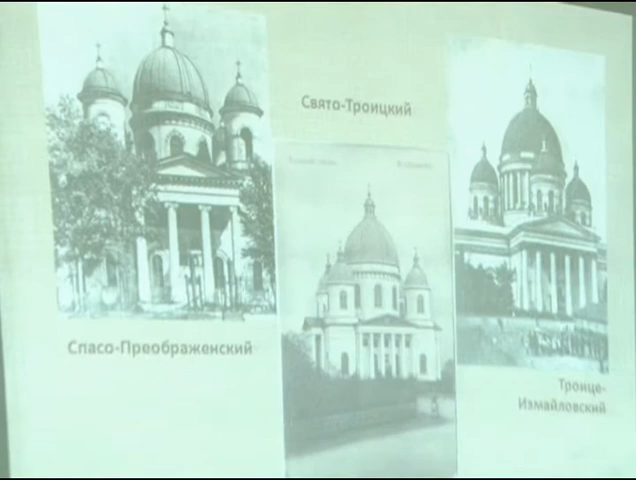 Свято-Троицкий
Спасо-Преображенский
Троице-
Измайловский